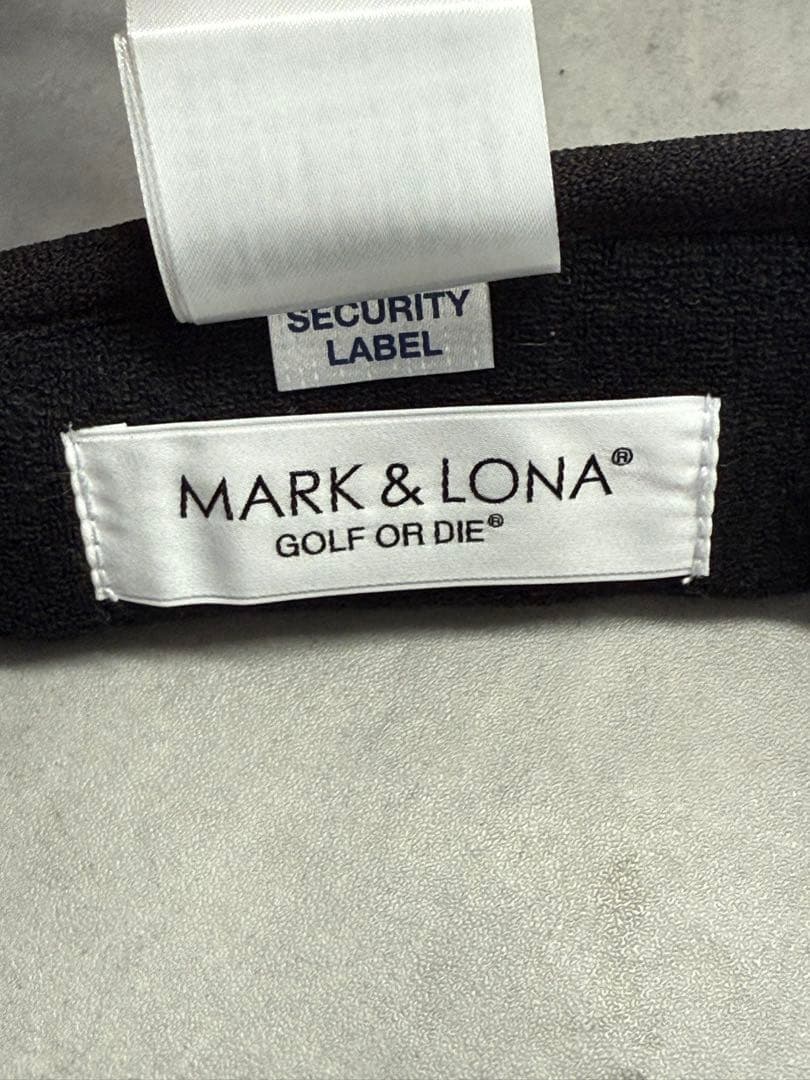 SECURITY
LABEL
MARK & LONA®
GOLF OR DIE®